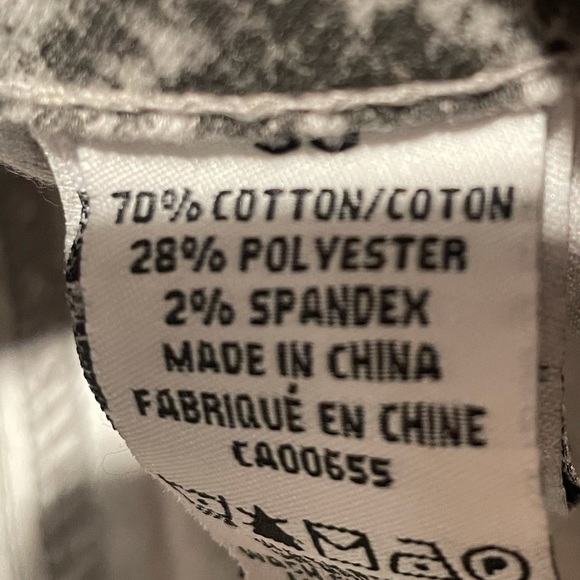 70% COTTON/COTON
28% POLYESTER
2% SPANDEX
MADE IN CHINA
FABRIQUÉ EN CHINE
CA00655
P